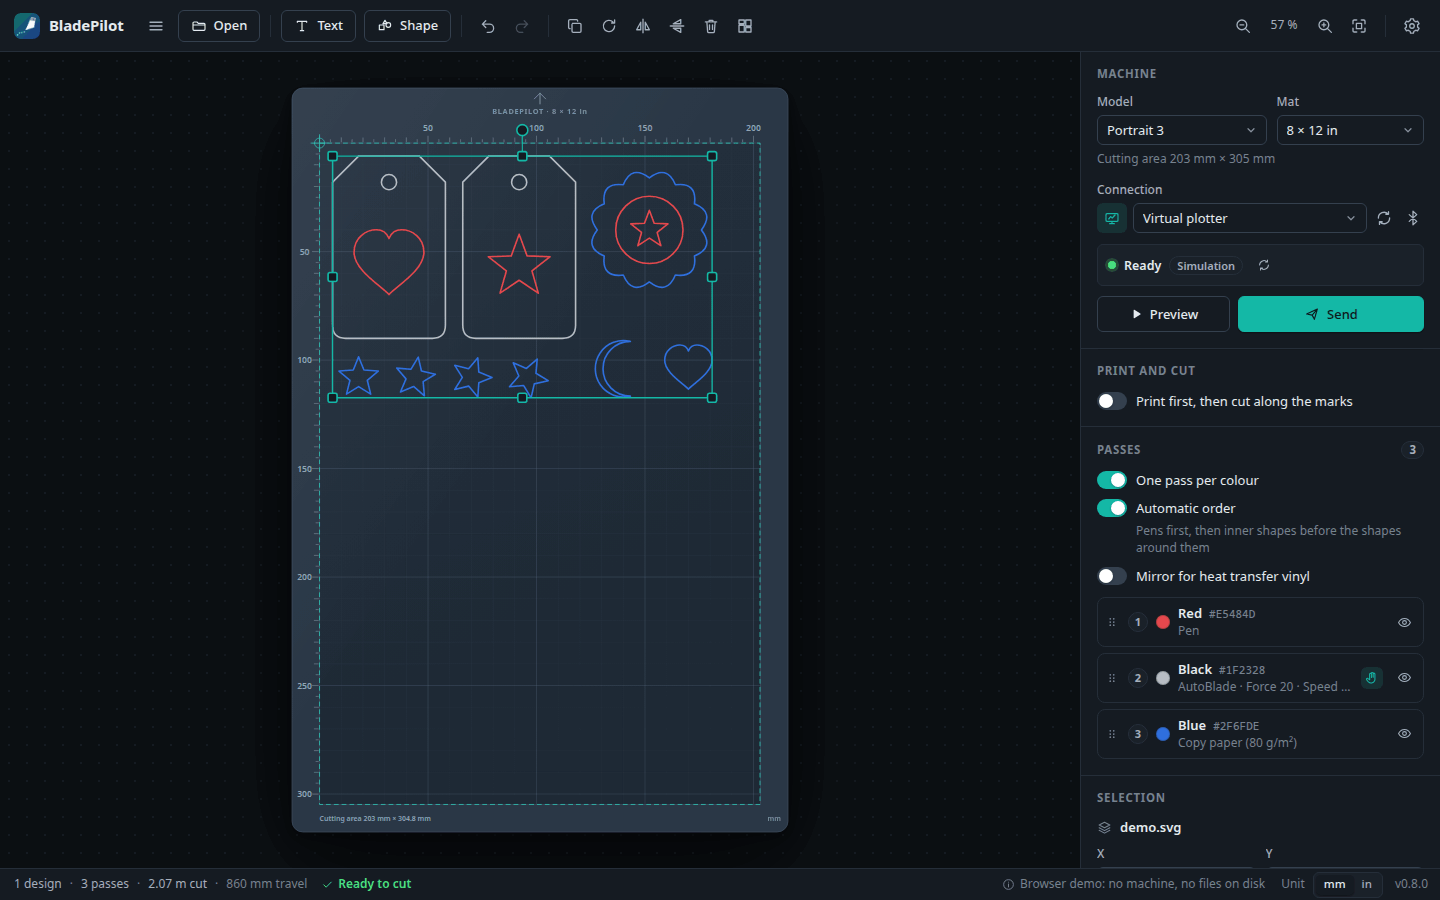 BladePilot
Open
Text
Shape
57 %
BLADEPILOT · 8 × 12 in
50
100
150
200
50
100
150
200
250
300
Cutting area 203 mm × 304.8 mm
mm
MACHINE
Model
Mat
Portrait 3
8 × 12 in
Cutting area 203 mm × 305 mm
Connection
Virtual plotter
Ready
Simulation
Preview
Send
PRINT AND CUT
Print first, then cut along the marks
PASSES
3
One pass per colour
Automatic order
Pens first, then inner shapes before the shapes
around them
Mirror for heat transfer vinyl
1
Red #E5484D
Pen
2
Black #1F2328
AutoBlade · Force 20 · Speed ...
3
Blue #2F6FDE
Copy paper (80 g/m²)
SELECTION
demo.svg
X
Y
1 design · 3 passes · 2.07 m cut · 860 mm travel
Ready to cut
Browser demo: no machine, no files on disk
Unit
mm
in
v0.8.0